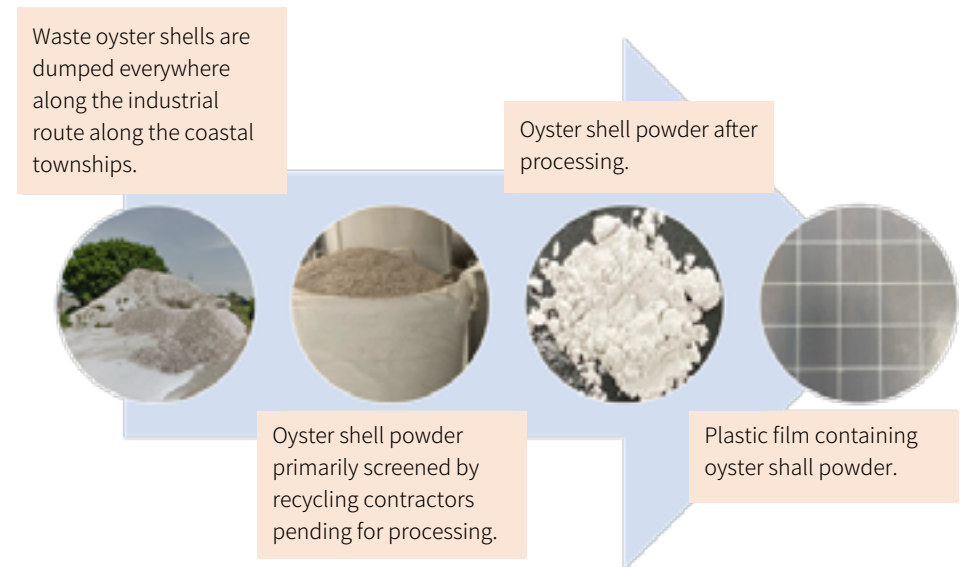 Waste oyster shells are
dumped everywhere
along the industrial
route along the coastal
townships.
Oyster shell powder
primarily screened by
recycling contractors
pending for processing.
Oyster shell powder after
processing.
Plastic film containing
oyster shall powder.